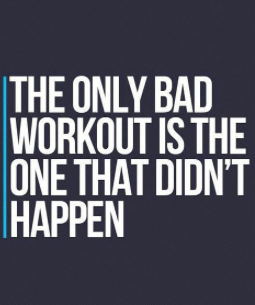 THE ONLY BAD
WORKOUT IS THE
ONE THAT DIDN'T
HAPPEN